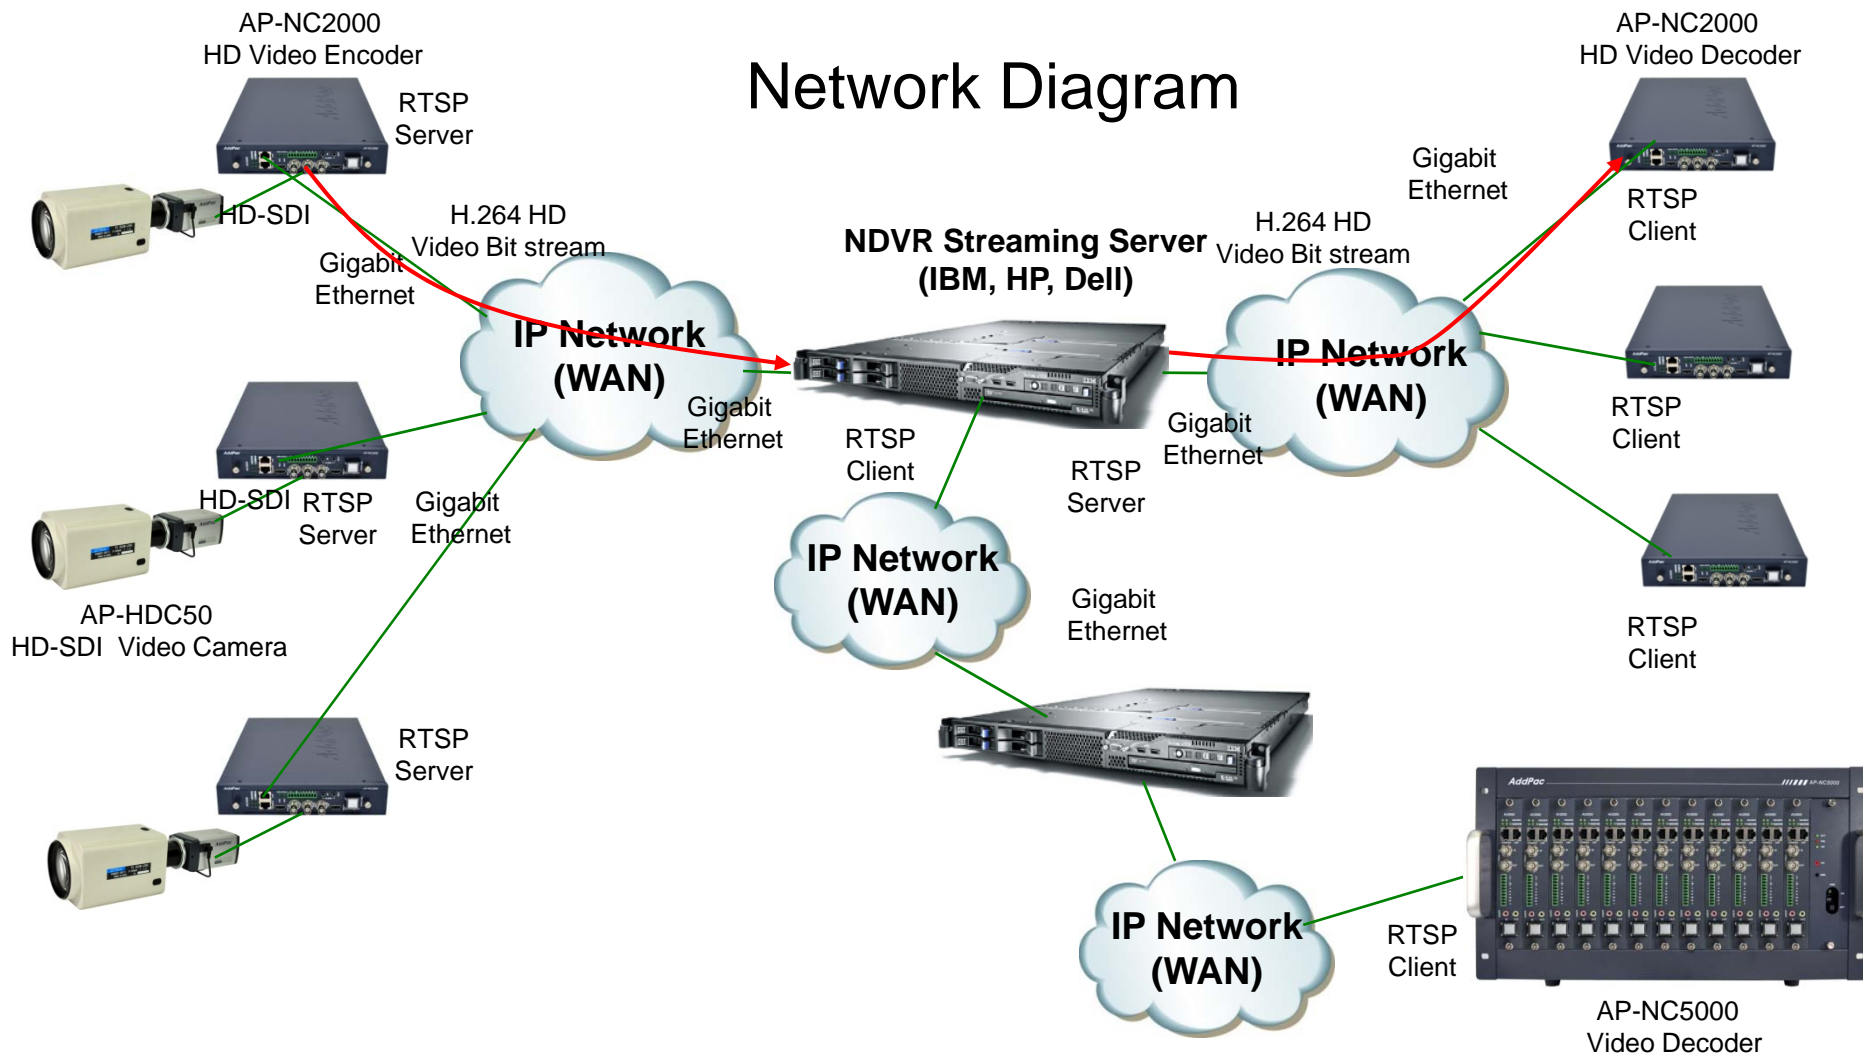 AP-NC2000
HD Video Encoder
RTSP
Server
Network Diagram
AP-NC2000
HD Video Decoder
HD-SDI
Gigabit
Ethernet
H.264 HD
Video Bit stream
NDVR Streaming Server
(IBM, HP, Dell)
H.264 HD
Video Bit stream
Gigabit
Ethernet
RTSP
Client
IP Network
(WAN)
IP Network
(WAN)
Gigabit
Ethernet
RTSP
Client
RTSP
Server
Gigabit
Ethernet
RTSP
Client
HD-SDI
RTSP
Server
Gigabit
Ethernet
IP Network
(WAN)
Gigabit
Ethernet
AP-HDC50
HD-SDI  Video Camera
RTSP
Client
RTSP
Server
AddPac
AP-NC5000
IP Network
(WAN)
RTSP
Client
AP-NC5000
Video Decoder